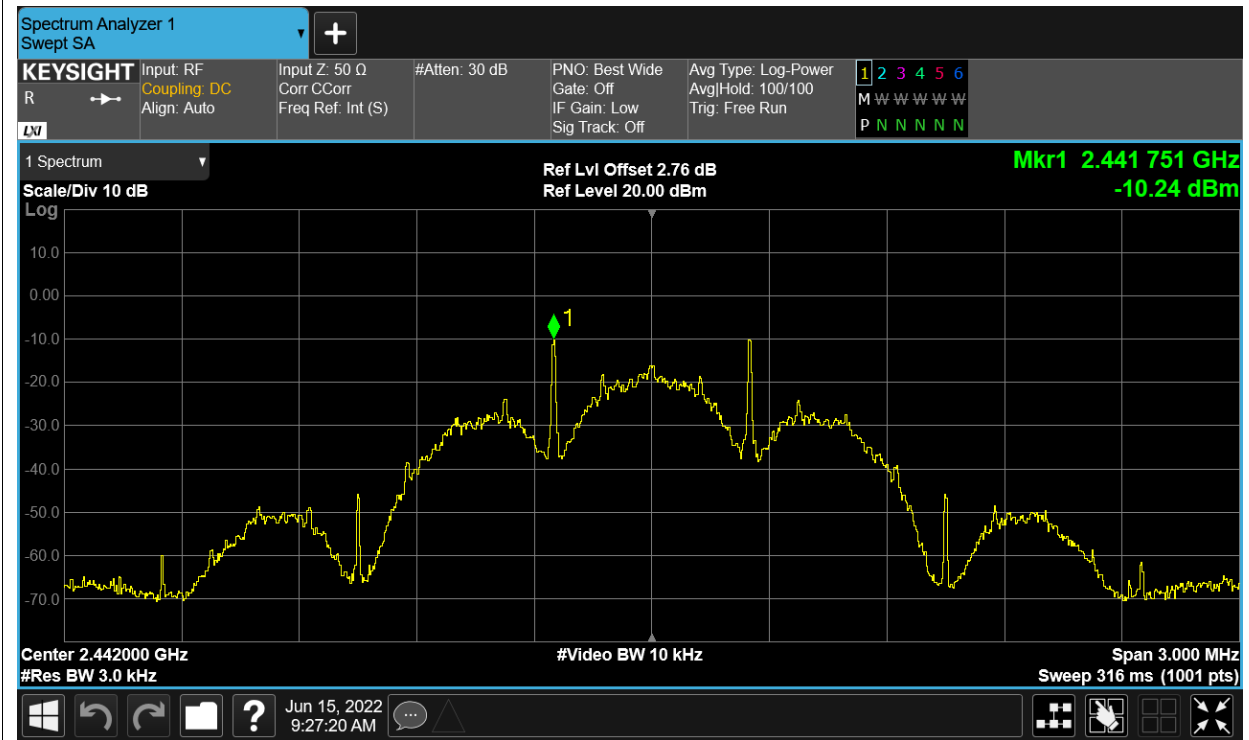 Spectrum Analyzer 1
Swept SA
+
KEYSIGHT
R
LXI
Input: RF
Coupling: DC
Align: Auto
Input Z: 50 Ω
Corr CCorr
Freq Ref: Int (S)
#Atten: 30 dB
PNO: Best Wide
Gate: Off
IF Gain: Low
Sig Track: Off
Avg Type: Log-Power
Avg|Hold: 100/100
Trig: Free Run
1 2 3 4 5 6
M W W W W W
P N N N N N
1 Spectrum
Scale/Div 10 dB
Ref Lvl Offset 2.76 dB
Ref Level 20.00 dBm
Mkr1 2.441 751 GHz
-10.24 dBm
Log
10.0
0.00
1
-10.0
-20.0
-30.0
-40.0
-50.0
-60.0
-70.0
Center 2.442000 GHz
#Video BW 10 kHz
Span 3.000 MHz
#Res BW 3.0 kHz
Sweep 316 ms (1001 pts)
?
Jun 15, 2022
9:27:20 AM